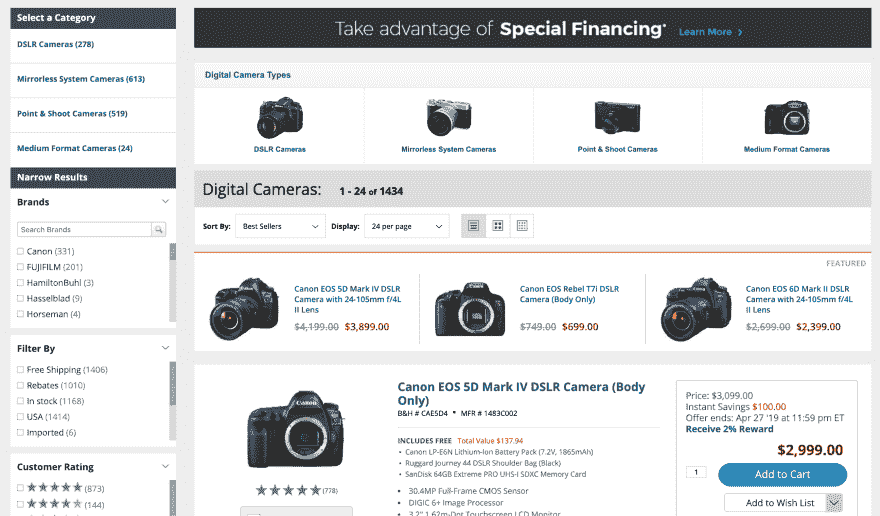 Select a Category
DSLR Cameras (278)
Mirrorless System Cameras (613)
Point & Shoot Cameras (519)
Medium Format Cameras (24)
Narrow Results
Brands
Search Brands
Canon (331)
FUJIFILM (201)
HamiltonBuhl (3)
Hasselblad (9)
Horseman (4)
Filter By
Free Shipping (1406)
Rebates (1010)
In stock (1168)
USA (1414)
Imported (6)
Customer Rating
(873)
(144)
Take advantage of Special Financing* Learn More >
Digital Camera Types
DSLR Cameras
Mirrorless System Cameras
Point & Shoot Cameras
Medium Format Cameras
Digital Cameras: 1 - 24 of 1434
Sort By: Best Sellers Display: 24 per page
FEATURED
Canon EOS 5D Mark IV DSLR
Camera with 24-105mm f/4L
II Lens
$4,199.00 $3,899.00
Canon EOS Rebel T7i DSLR
Camera (Body Only)
$749.00 $699.00
Canon EOS 6D Mark II DSLR
Camera with 24-105mm f/4L
II Lens
$2,699.00 $2,399.00
Canon
(778)
Canon EOS 5D Mark IV DSLR Camera (Body
Only)
B&H # CAE5D4 • MFR # 1483C002
INCLUDES FREE Total Value $137.94
• Canon LP-E6N Lithium-Ion Battery Pack (7.2V, 1865mAh)
• Ruggard Journey 44 DSLR Shoulder Bag (Black)
• SanDisk 64GB Extreme PRO UHS-I SDXC Memory Card
• 30.4MP Full-Frame CMOS Sensor
• DIGIC 6+ Image Processor
• 3.2" 1.62m-Dot Touchscreen LCD Monitor
Price: $3,099.00
Instant Savings $100.00
Offer ends: Apr 27 '19 at 11:59 pm ET
Receive 2% Reward
$2,999.00
1
Add to Cart
Add to Wish List